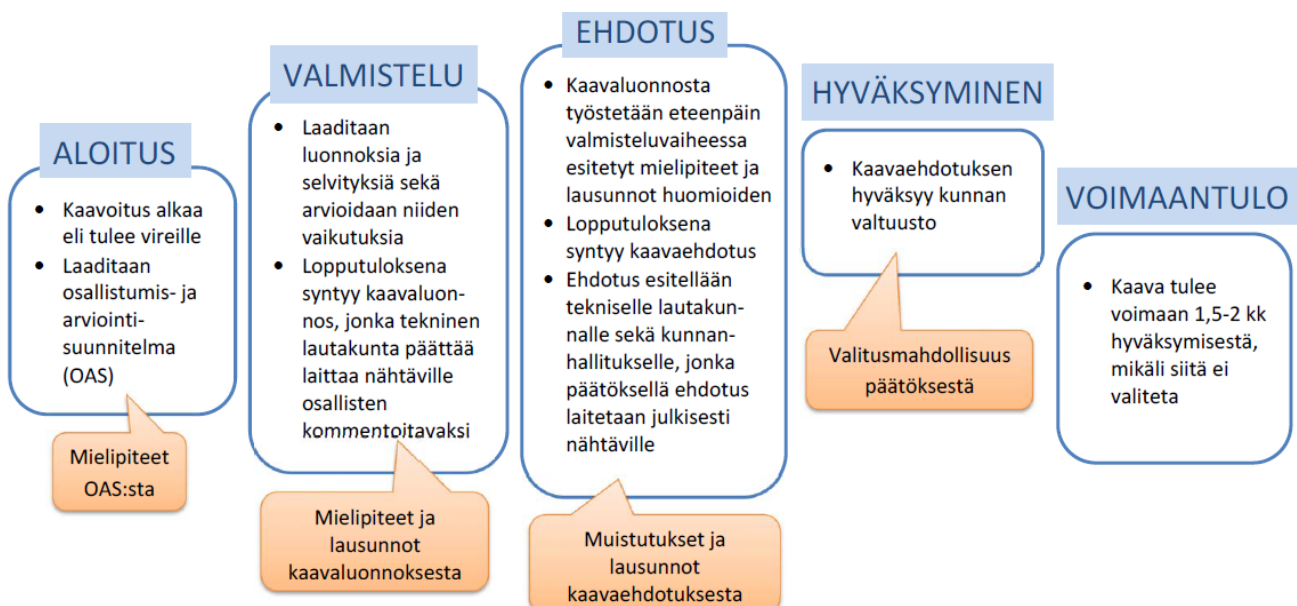 ALOITUS
• Kaavoitus alkaa
eli tulee vireille
• Laaditaan
osallistumis- ja
arviointi-
suunnitelma
(OAS)
Mielipiteet
OAS:sta
VALMISTELU
• Laaditaan
luonnoksia ja
selvityksiä sekä
arvioidaan niiden
vaikutuksia
• Lopputuloksena
syntyy kaavaluon-
nos, jonka tekninen
lautakunta päättää
laittaa nähtäville
osallisten
kommentoitavaksi
Mielipiteet ja
lausunnot
kaavaluonnoksesta
EHDOTUS
• Kaavaluonnosta
työstetään eteenpäin
valmisteluvaiheessa
esitetyt mielipiteet ja
lausunnot huomioiden
• Lopputuloksena
syntyy kaavaehdotus
• Ehdotus esitellään
tekniselle lautakun-
nalle sekä kunnan-
hallitukselle, jonka
päätöksellä ehdotus
laitetaan julkisesti
nähtäville
Muistutukset ja
lausunnot
kaavaehdotuksesta
HYVÄKSYMINEN
• Kaavaehdotuksen
hyväksyy kunnan
valtuusto
Valitusmahdollisuus
päätöksestä
VOIMAANTULO
• Kaava tulee
voimaan 1,5-2 kk
hyväksymisestä,
mikäli siitä ei
valiteta